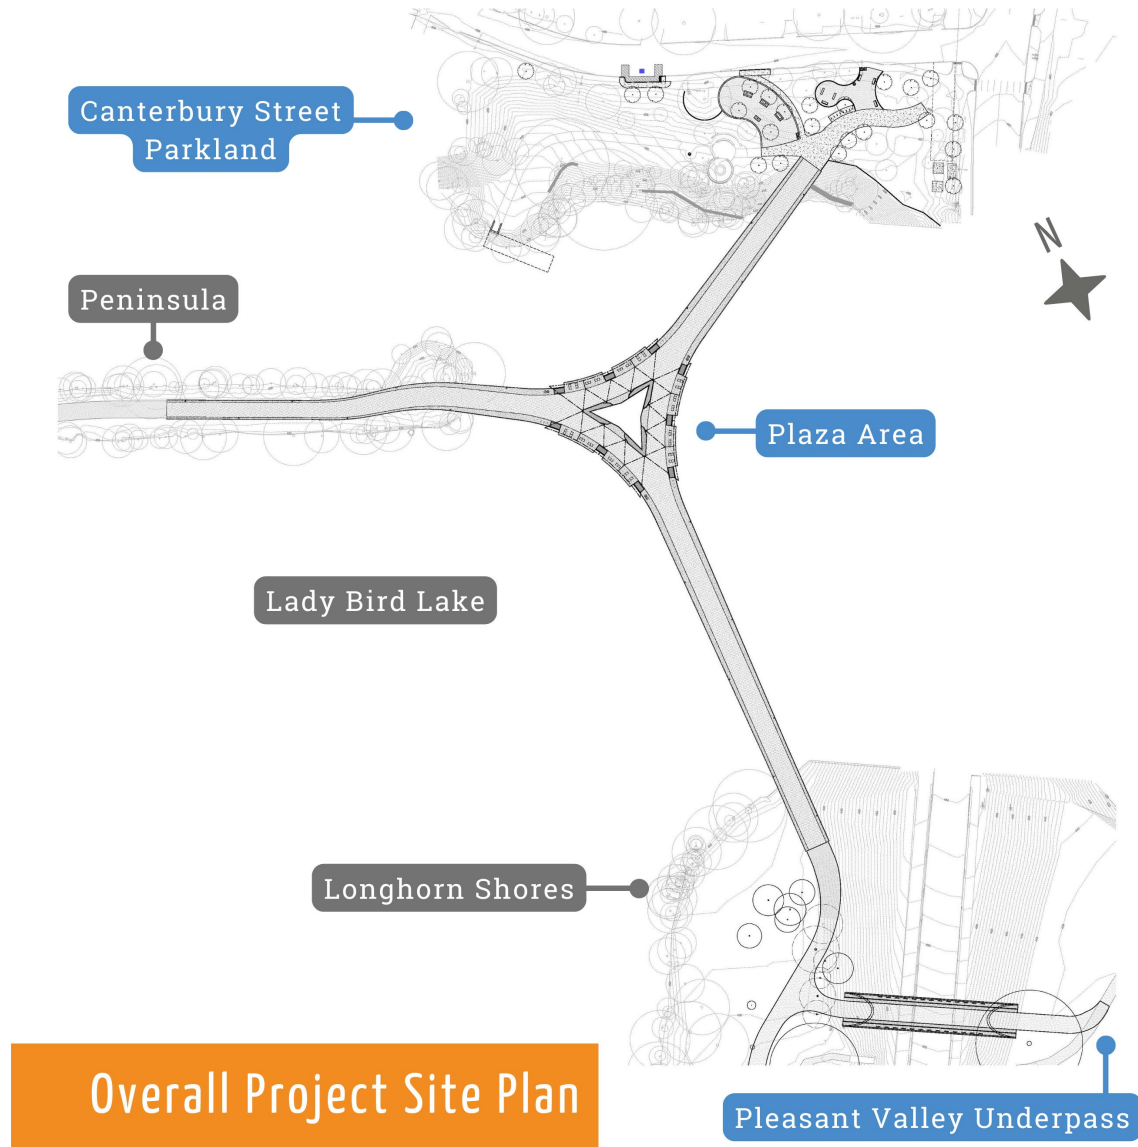 Canterbury Street
Parkland
N
Peninsula
Plaza Area
Lady Bird Lake
Longhorn Shores
Overall Project Site Plan
Pleasant Valley Underpass